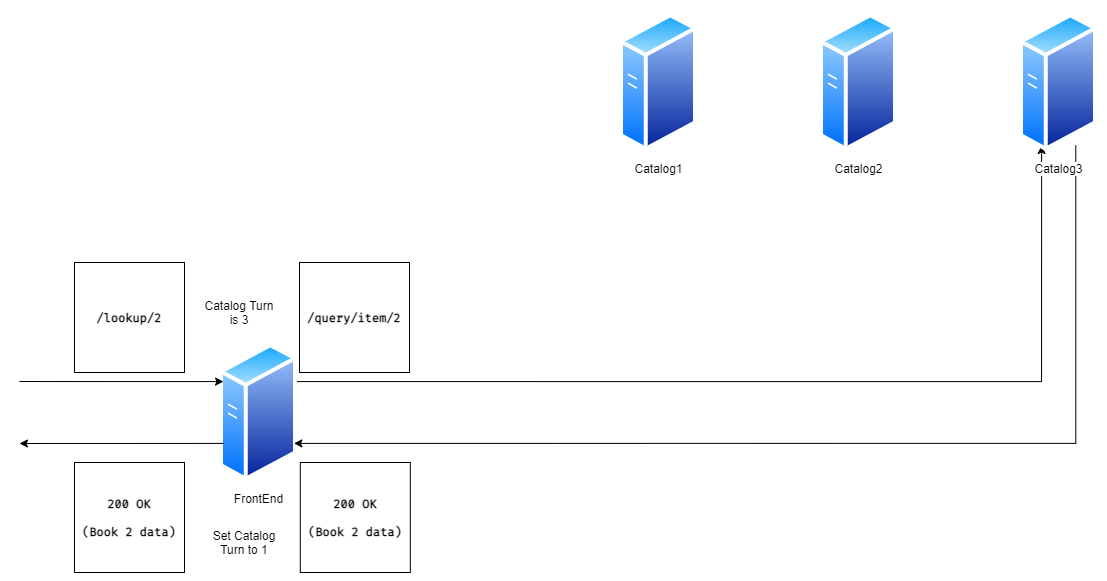 Catalog1
Catalog2
Catalog3
/lookup/2
Catalog Turn
is 3
/query/item/2
FrontEnd
200 OK
(Book 2 data)
Set Catalog
Turn to 1
200 OK
(Book 2 data)